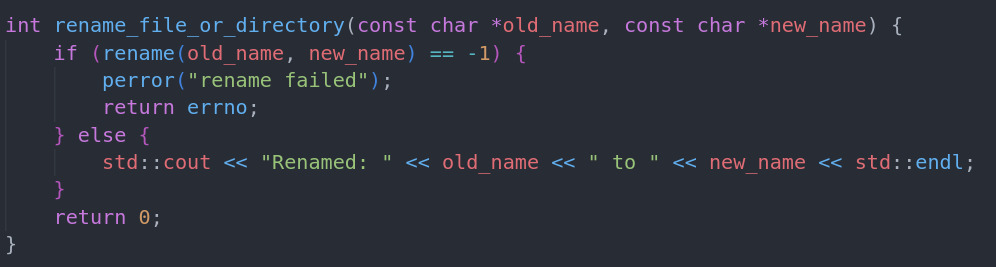 int rename_file_or_directory(const char *old_name, const char *new_name) {
    if (rename(old_name, new_name) == -1) {
        perror("rename failed");
        return errno;
    } else {
        std::cout << "Renamed: " << old_name << " to " << new_name << std::endl;
    }
    return 0;
}